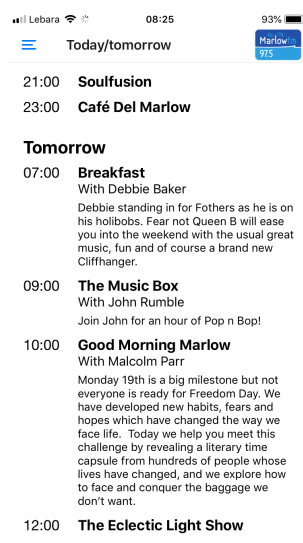 Lebara 08:25 93%
Today/tomorrow
Marlow fm
97.5
21:00 Soulfusion
23:00 Café Del Marlow
Tomorrow
07:00 Breakfast
With Debbie Baker
Debbie standing in for Fothers as he is on
his holibobs. Fear not Queen B will ease
you into the weekend with the usual great
music, fun and of course a brand new
Cliffhanger.
09:00 The Music Box
With John Rumble
Join John for an hour of Pop n Bop!
10:00 Good Morning Marlow
With Malcolm Parr
Monday 19th is a big milestone but not
everyone is ready for Freedom Day. We
have developed new habits, fears and
hopes which have changed the way we
face life.  Today we help you meet this
challenge by revealing a literary time
capsule from hundreds of people whose
lives have changed, and we explore how
to face and conquer the baggage we
don't want.
12:00 The Eclectic Light Show